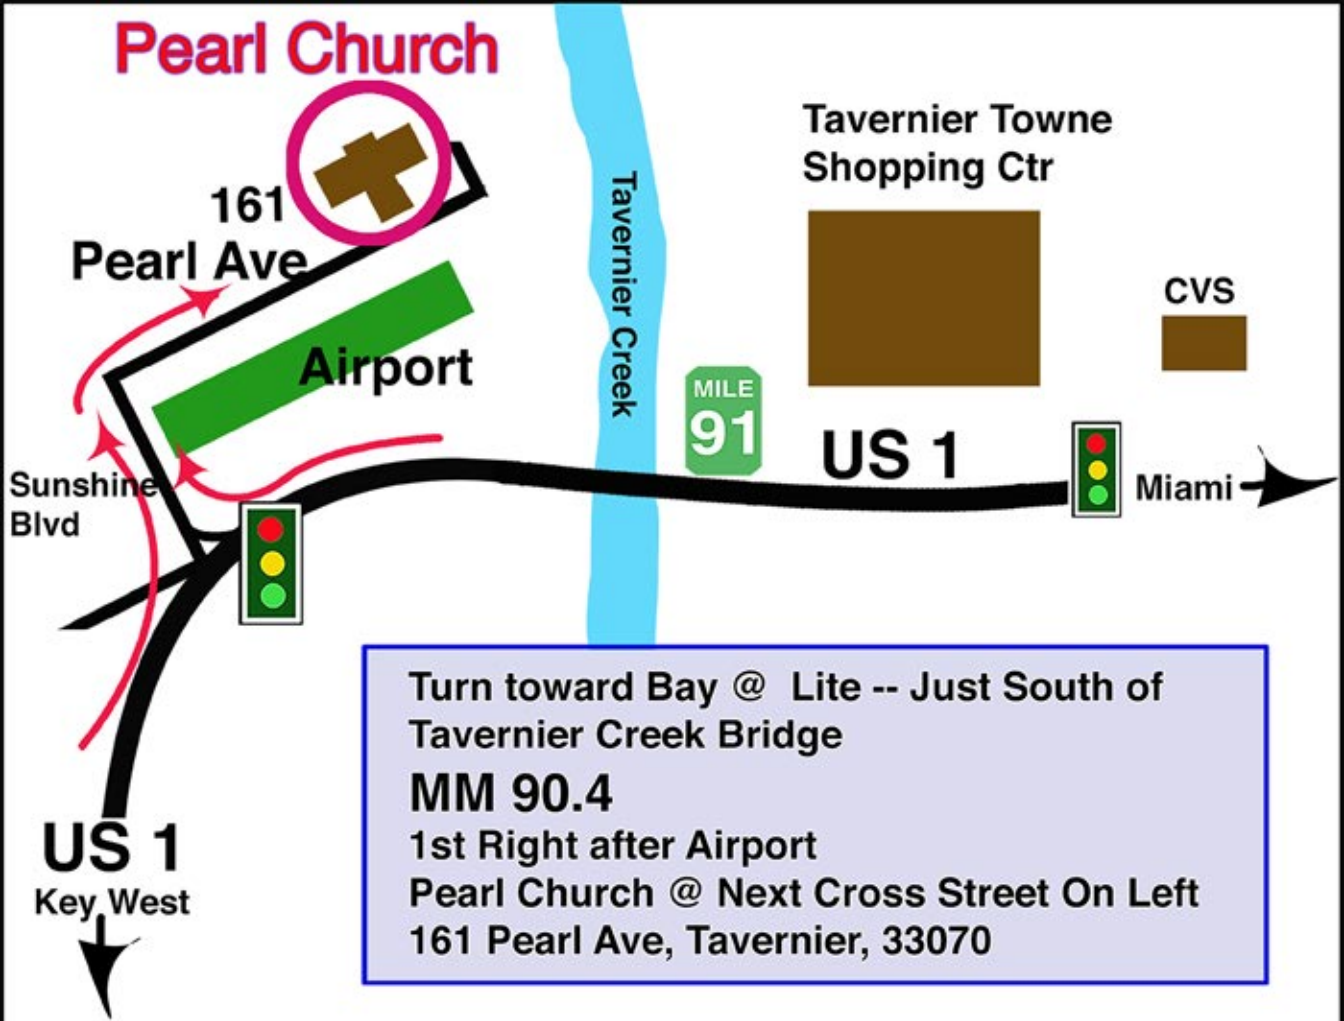 Pearl Church
161
Pearl Ave
Airport
Sunshine
Blvd
Tavernier Creek
Tavernier Towne
Shopping Ctr
CVS
MILE
91
US 1
Miami
US 1
Key West
Turn toward Bay @ Lite -- Just South of
Tavernier Creek Bridge
MM 90.4
1st Right after Airport
Pearl Church @ Next Cross Street On Left
161 Pearl Ave, Tavernier, 33070